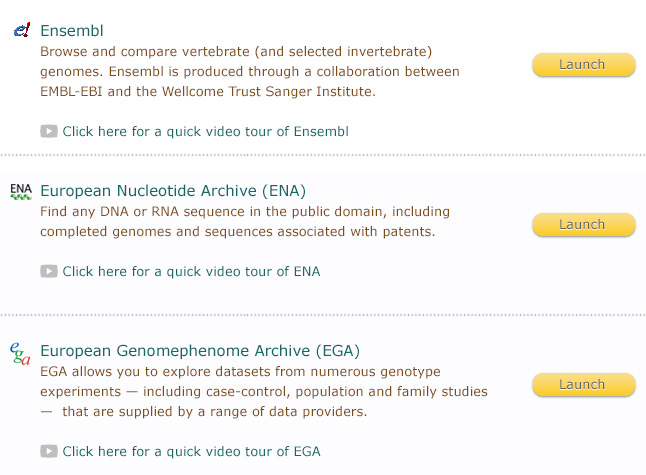 e!
Ensembl
Browse and compare vertebrate (and selected invertebrate)
genomes. Ensembl is produced through a collaboration between
EMBL-EBI and the Wellcome Trust Sanger Institute.
Launch
Click here for a quick video tour of Ensembl
ENA
European Nucleotide Archive (ENA)
Find any DNA or RNA sequence in the public domain, including
completed genomes and sequences associated with patents.
Launch
Click here for a quick video tour of ENA
ega
European Genomephenome Archive (EGA)
EGA allows you to explore datasets from numerous genotype
experiments — including case-control, population and family studies
— that are supplied by a range of data providers.
Launch
Click here for a quick video tour of EGA